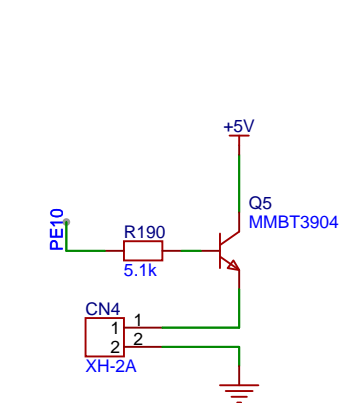 +5V
Q5
MMBT3904
PE10
R190
5.1k
CN4
1 1
2 2
XH-2A